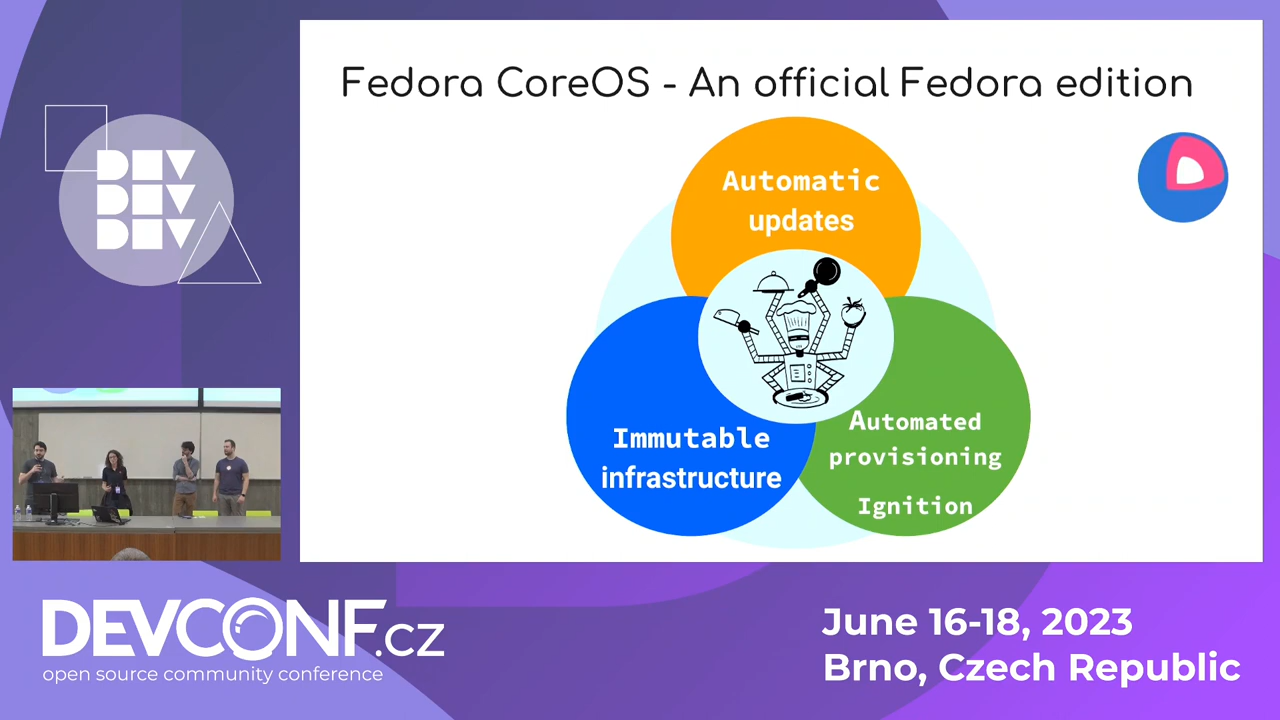 Fedora CoreOS - An official Fedora edition
Automatic
updates
Immutable
infrastructure
Automated
provisioning
Ignition
DEV
DEV
DEV
DEVCONF.cz
open source community conference
June 16-18, 2023
Brno, Czech Republic